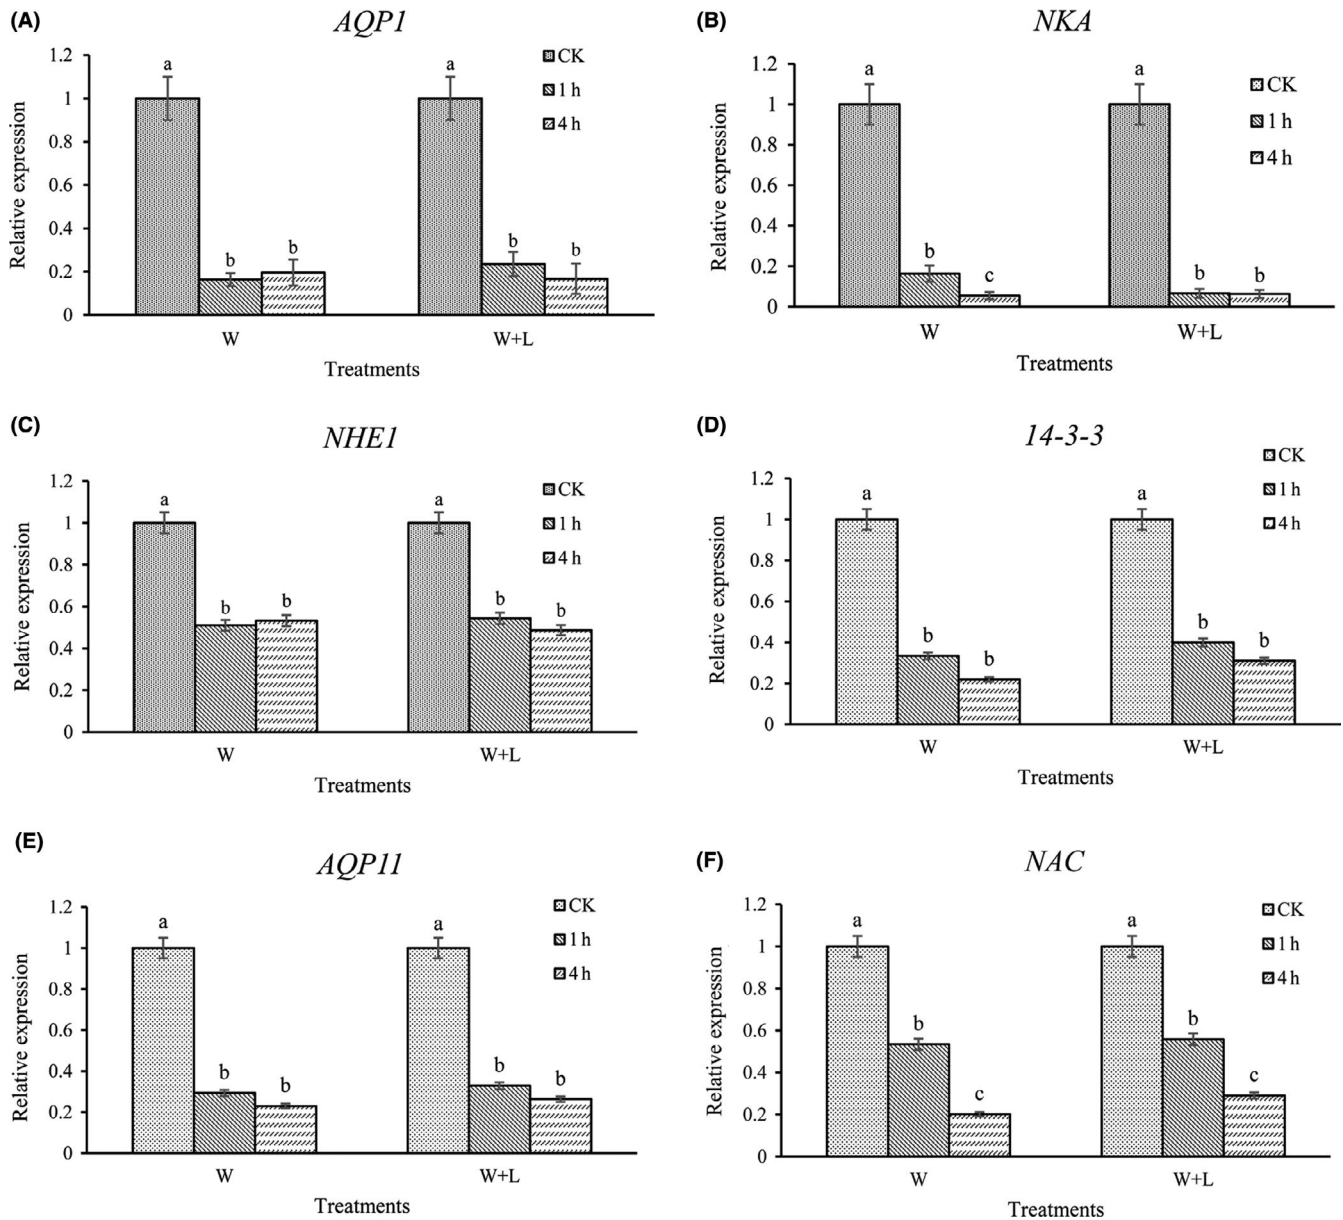 (A)
AQP1
CK
1 h
4 h
Relative expression
1.2
1
0.8
0.6
0.4
0.2
0
a
b
b
a
b
b
W
W+L
Treatments
(B)
NKA
CK
1 h
4 h
Relative expression
1.2
1
0.8
0.6
0.4
0.2
0
a
b
c
a
b
b
W
W+L
Treatments
(C)
NHE1
CK
1 h
4 h
Relative expression
1.2
1
0.8
0.6
0.4
0.2
0
a
b
b
a
b
b
W
W+L
Treatments
(D)
14-3-3
CK
1 h
4 h
Relative expression
1.2
1
0.8
0.6
0.4
0.2
0
a
b
b
a
b
b
W
W+L
Treatments
(E)
AQP11
CK
1 h
4 h
Relative expression
1.2
1
0.8
0.6
0.4
0.2
0
a
b
b
a
b
b
W
W+L
Treatments
(F)
NAC
CK
1 h
4 h
Relative expression
1.2
1
0.8
0.6
0.4
0.2
0
a
b
c
a
b
c
W
W+L
Treatments